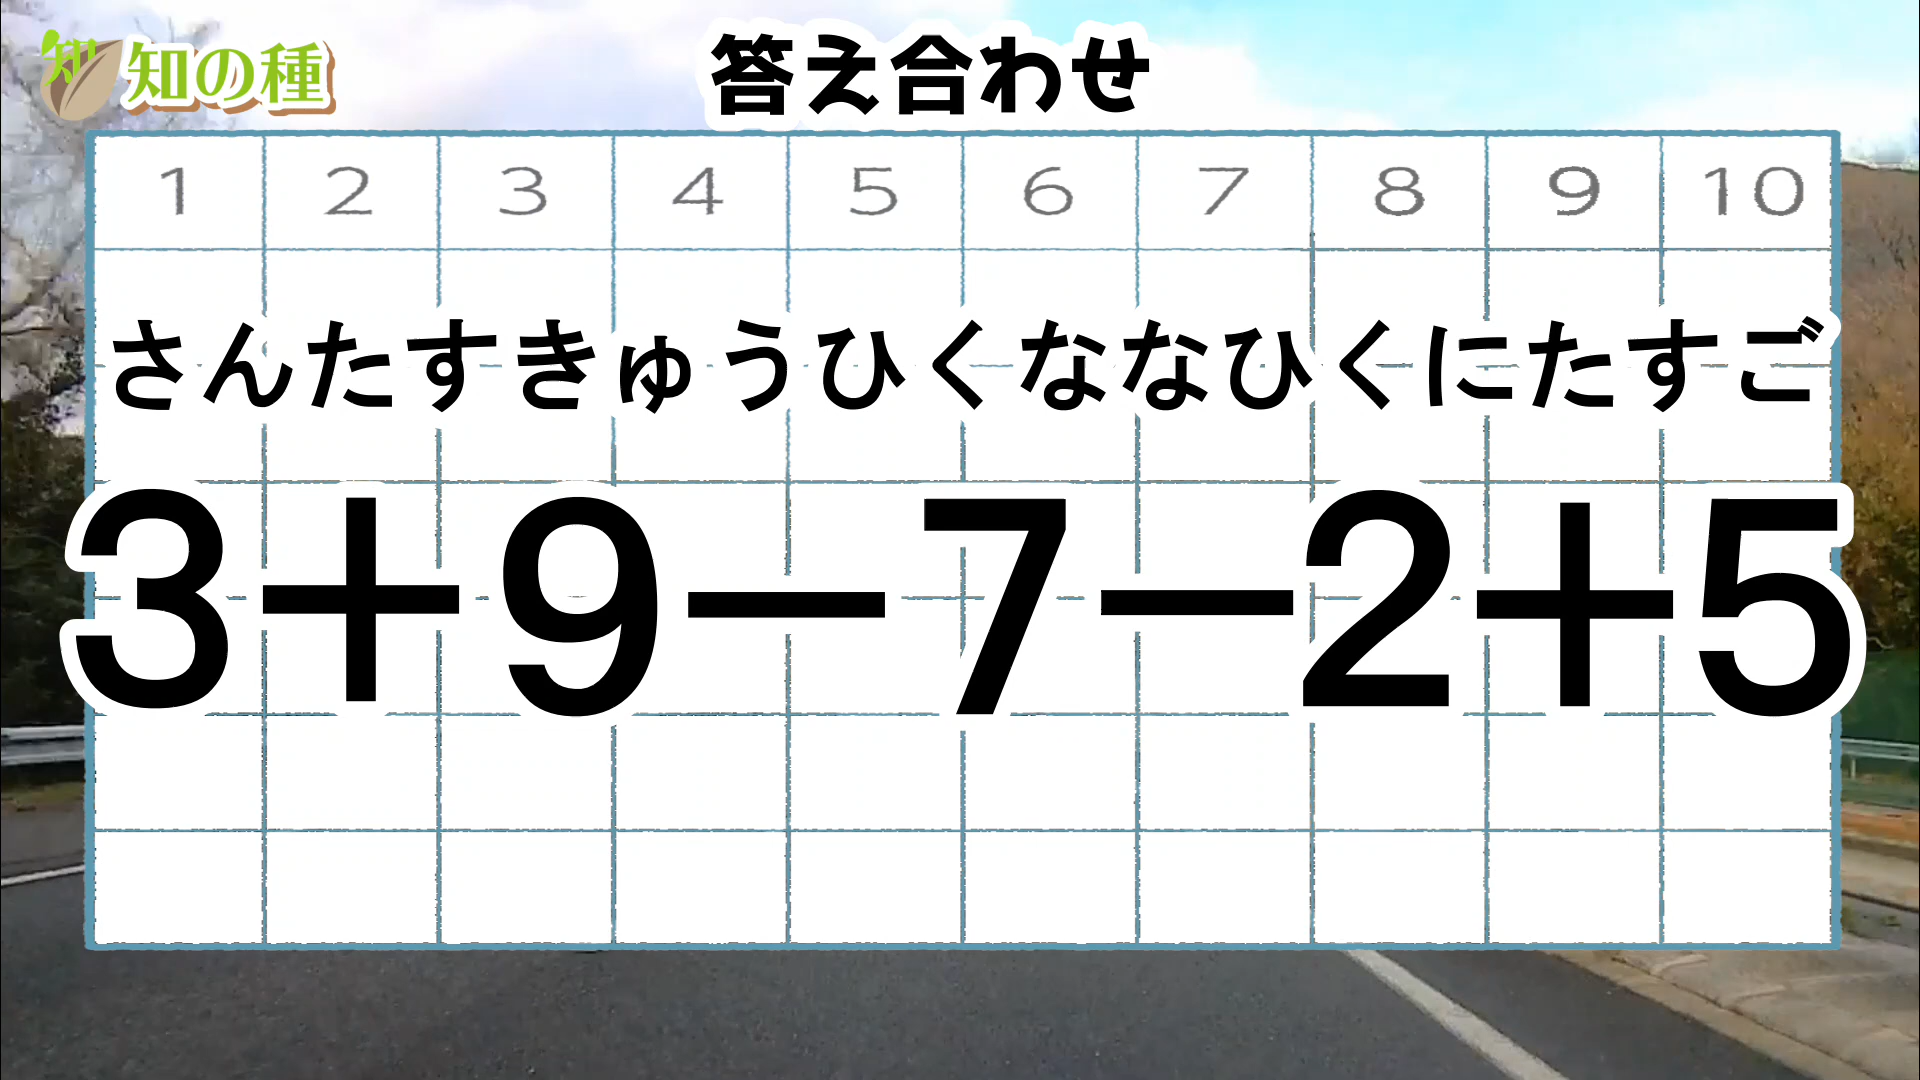 知 知の種
答え合わせ
1 2 3 4 5 6 7 8 9 10
さんたすきゅうひくななひくにたすご
3+9−7−2+5